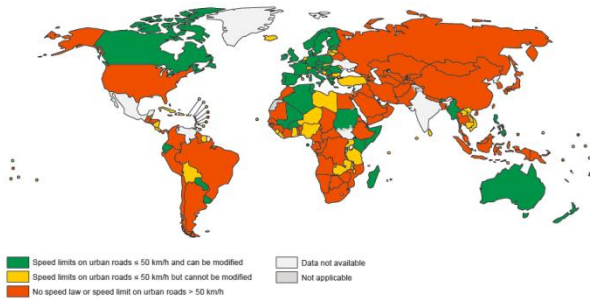 Speed limits on urban roads ≤ 50 km/h and can be modified
Speed limits on urban roads ≤ 50 km/h but cannot be modified
No speed law or speed limit on urban roads > 50 km/h
Data not available
Not applicable